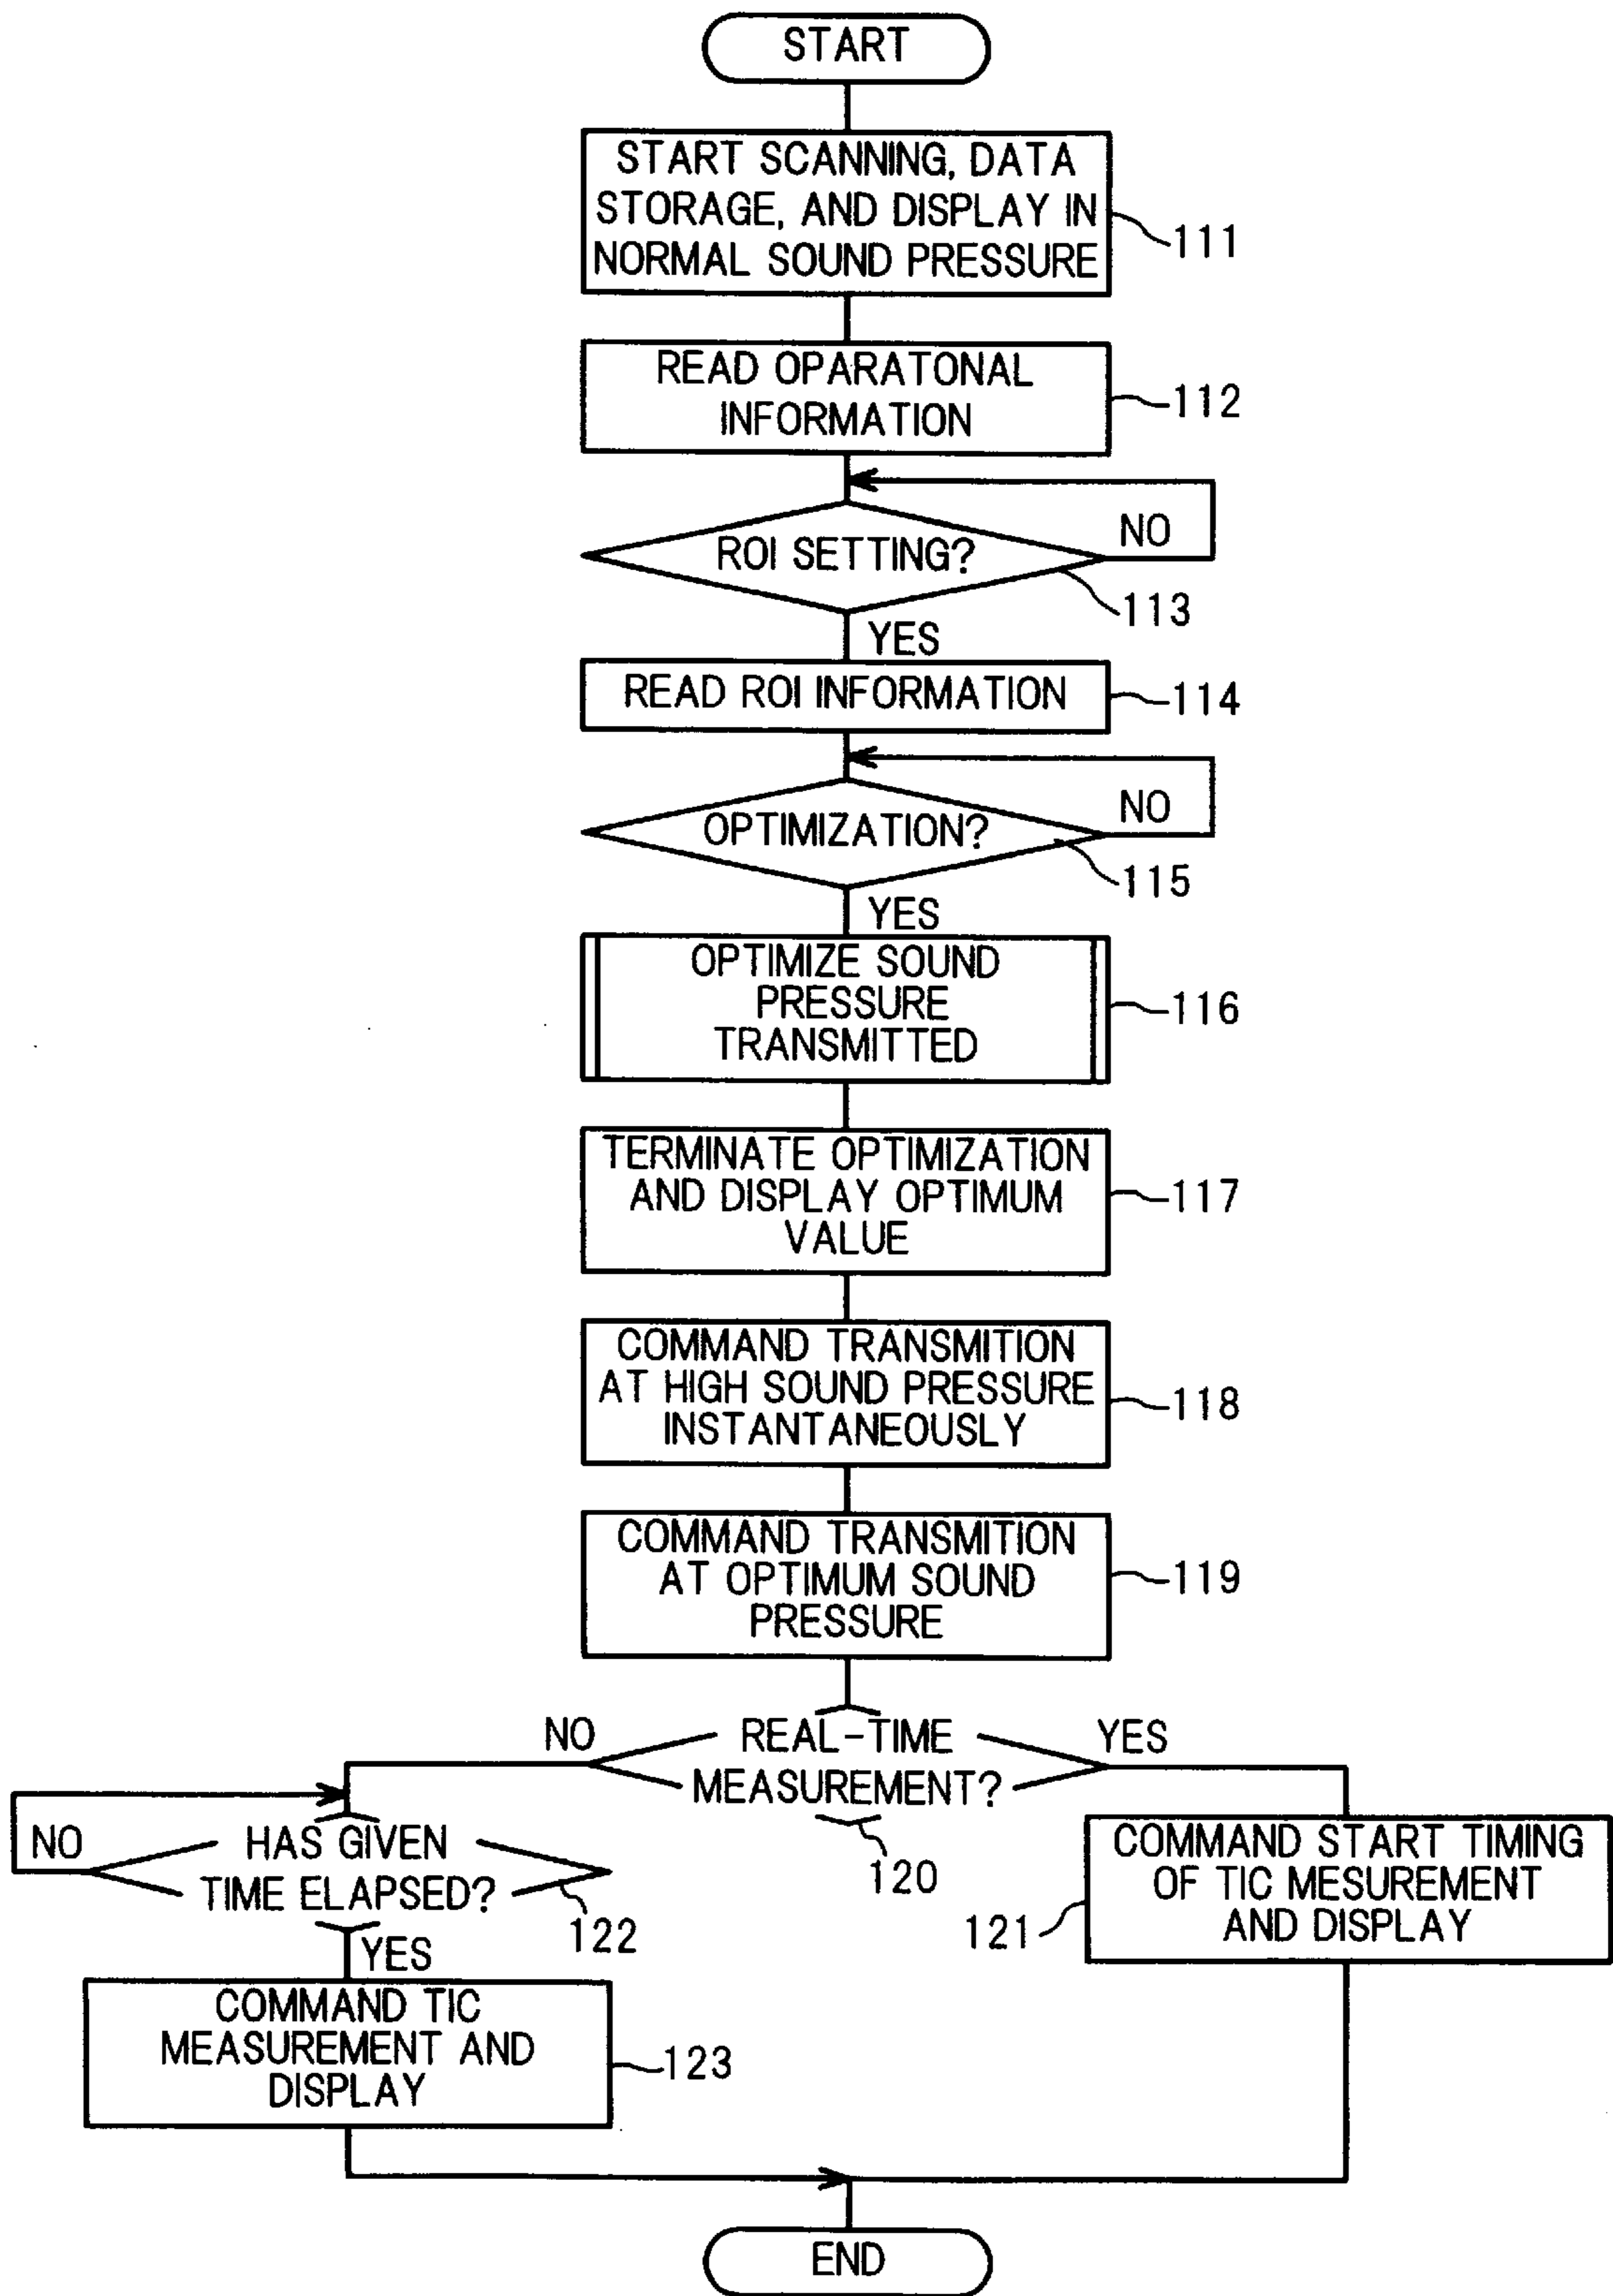 START
START SCANNING, DATA
STORAGE, AND DISPLAY IN
NORMAL SOUND PRESSURE
111
READ OPARATONAL
INFORMATION
112
NO
ROI SETTING?
113
YES
READ ROI INFORMATION
114
NO
OPTIMIZATION?
115
YES
OPTIMIZE SOUND
PRESSURE
TRANSMITTED
116
TERMINATE OPTIMIZATION
AND DISPLAY OPTIMUM
VALUE
117
COMMAND TRANSMITION
AT HIGH SOUND PRESSURE
INSTANTANEOUSLY
118
COMMAND TRANSMITION
AT OPTIMUM SOUND
PRESSURE
119
NO
REAL-TIME
MEASUREMENT?
YES
120
NO
HAS GIVEN
TIME ELAPSED?
122
YES
COMMAND START TIMING
OF TIC MESUREMENT
AND DISPLAY
121
COMMAND TIC
MEASUREMENT AND
DISPLAY
123
END